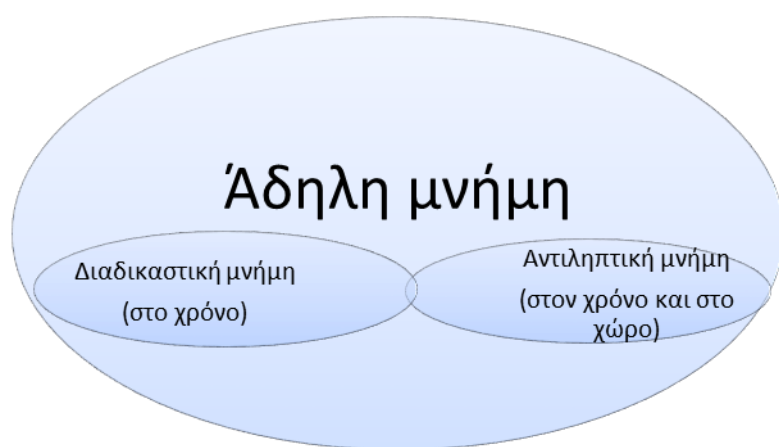 Άδηλη μνήμη
Διαδικαστική μνήμη
(στο χρόνο)
Αντιληπτική μνήμη
(στον χρόνο και στο
χώρο)